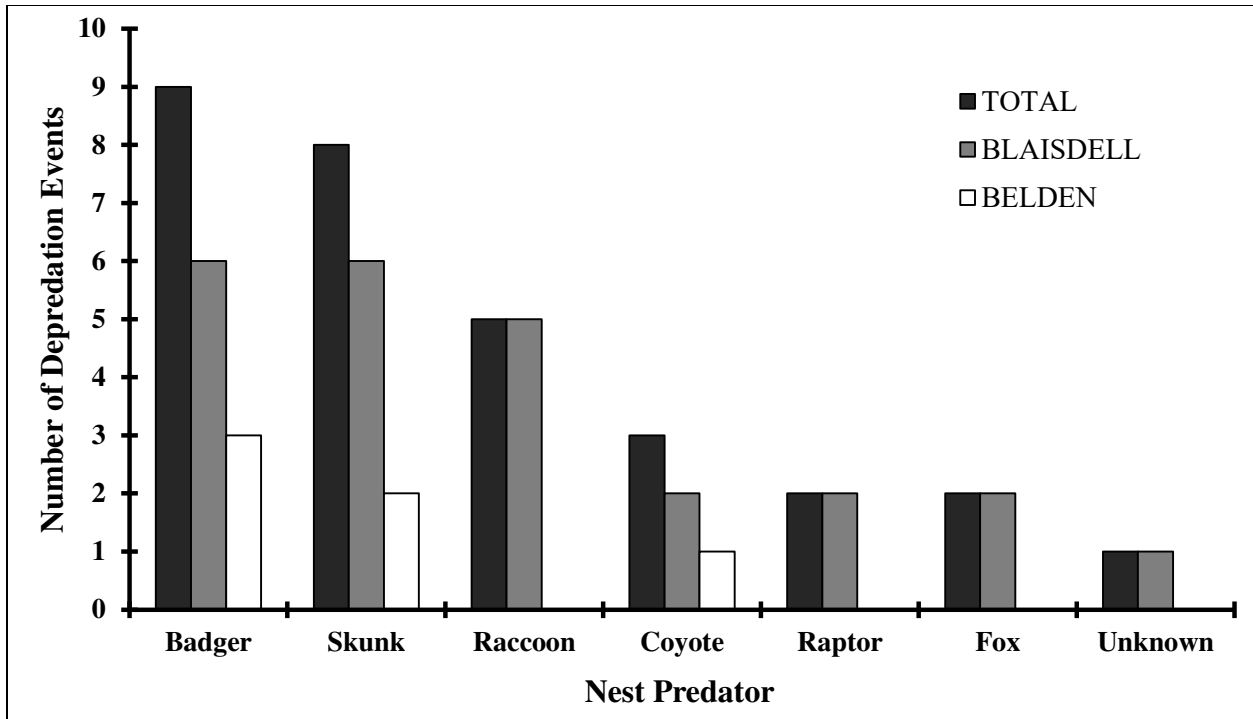 Number of Depredation Events
10
9
8
7
6
5
4
3
2
1
0
TOTAL
BLAISDELL
BELDEN
Badger Skunk Raccoon Coyote Raptor Fox Unknown
Nest Predator